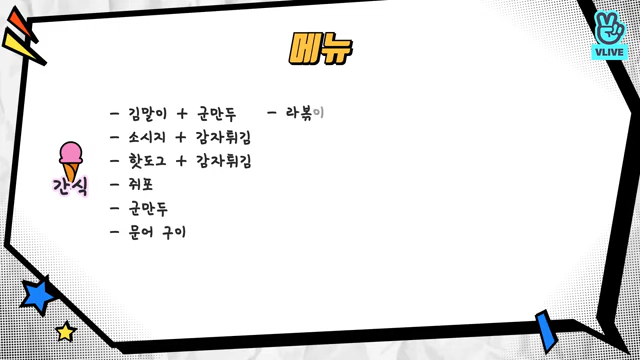 메뉴
VLIVE
- 김말이 + 군만두 - 라볶이
- 소시지 + 감자튀김
- 핫도그 + 감자튀김
간식
- 쥐포
- 군만두
- 문어 구이